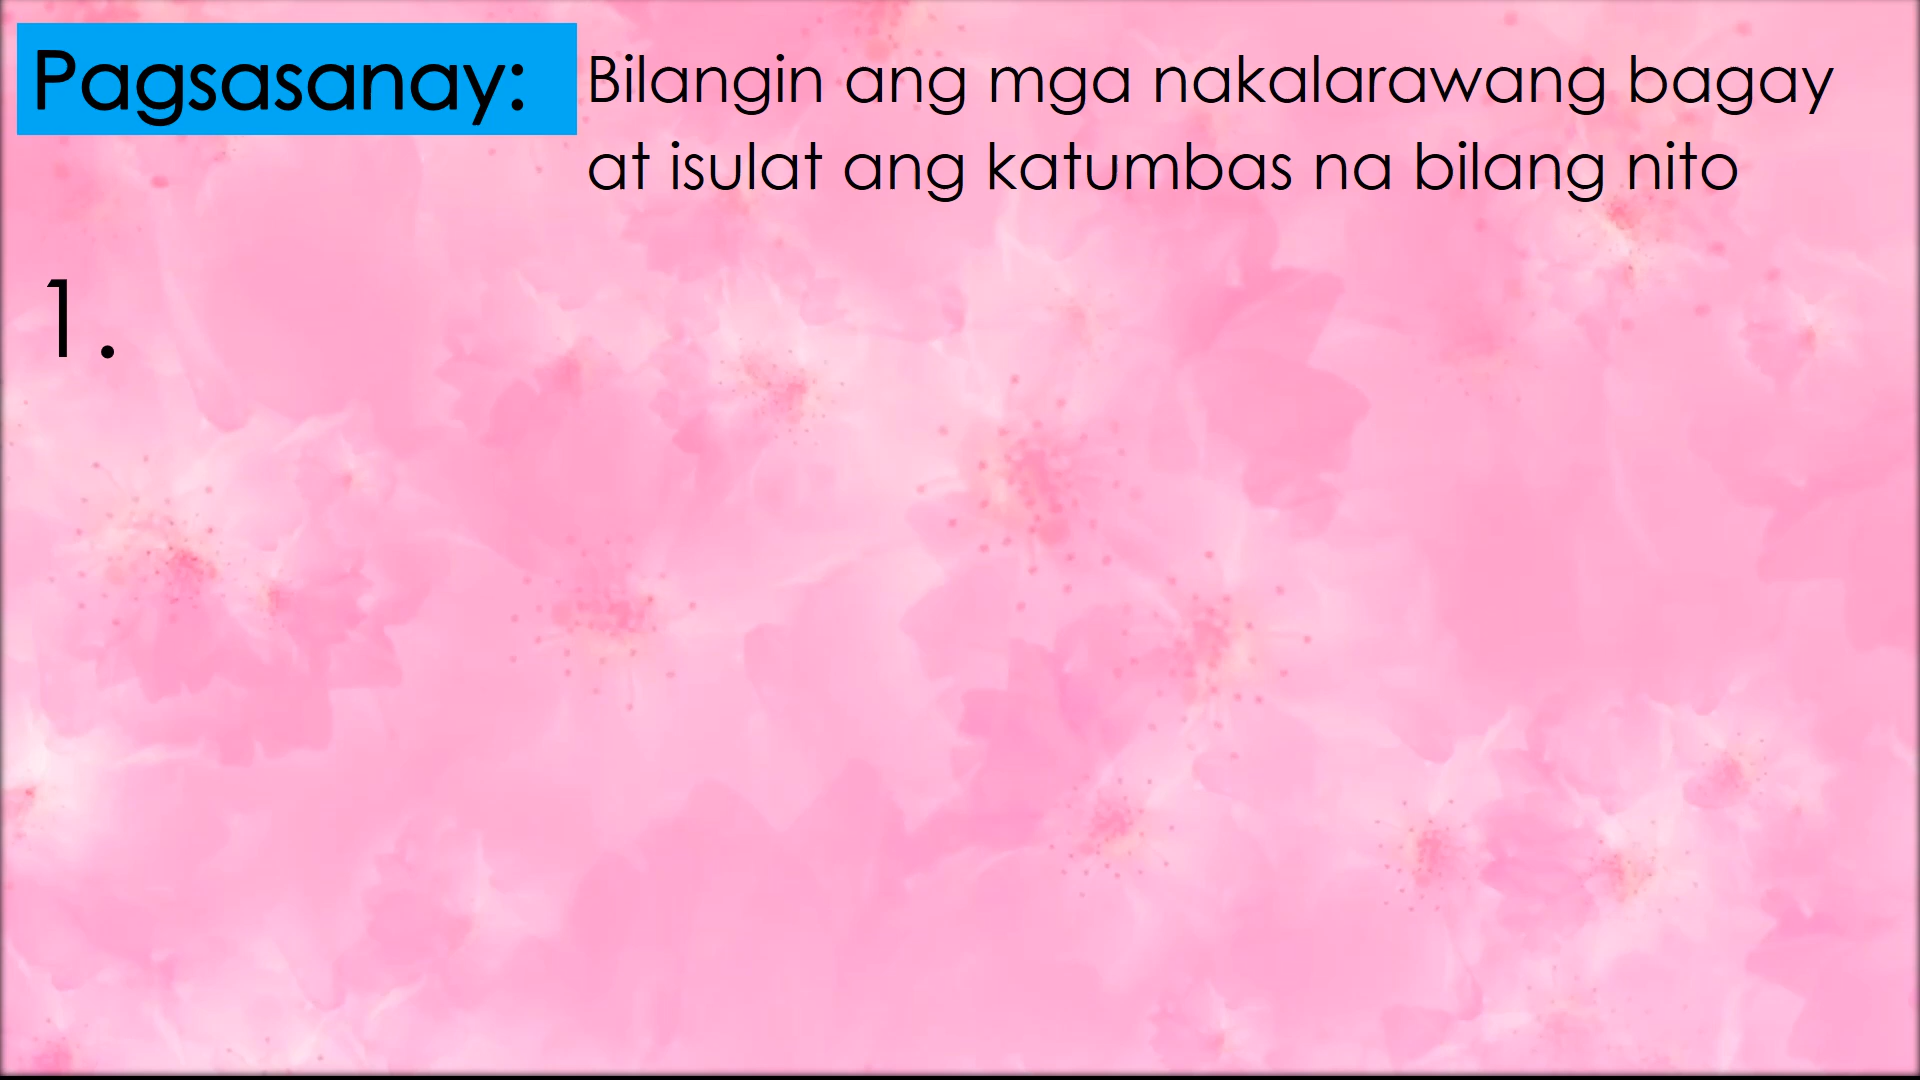 Pagsasanay: Bilangin ang mga nakalarawang bagay
at isulat ang katumbas na bilang nito
1.